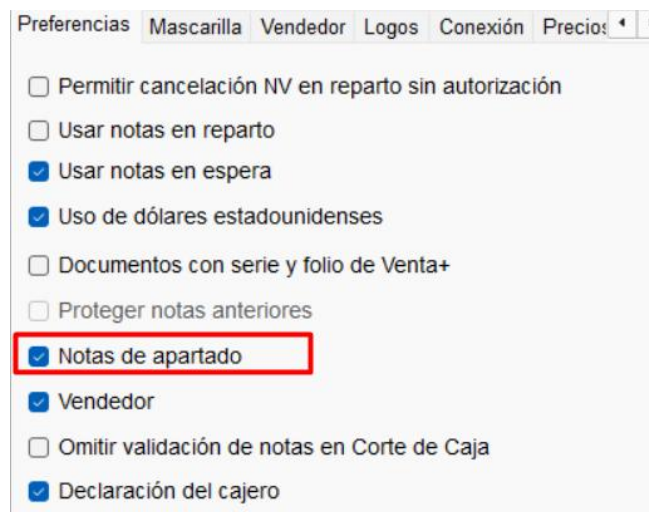 Preferencias Mascarilla Vendedor Logos Conexión Precios
Permitir cancelación NV en reparto sin autorización
Usar notas en reparto
Usar notas en espera
Uso de dólares estadounidenses
Documentos con serie y folio de Venta+
Proteger notas anteriores
Notas de apartado
Vendedor
Omitir validación de notas en Corte de Caja
Declaración del cajero